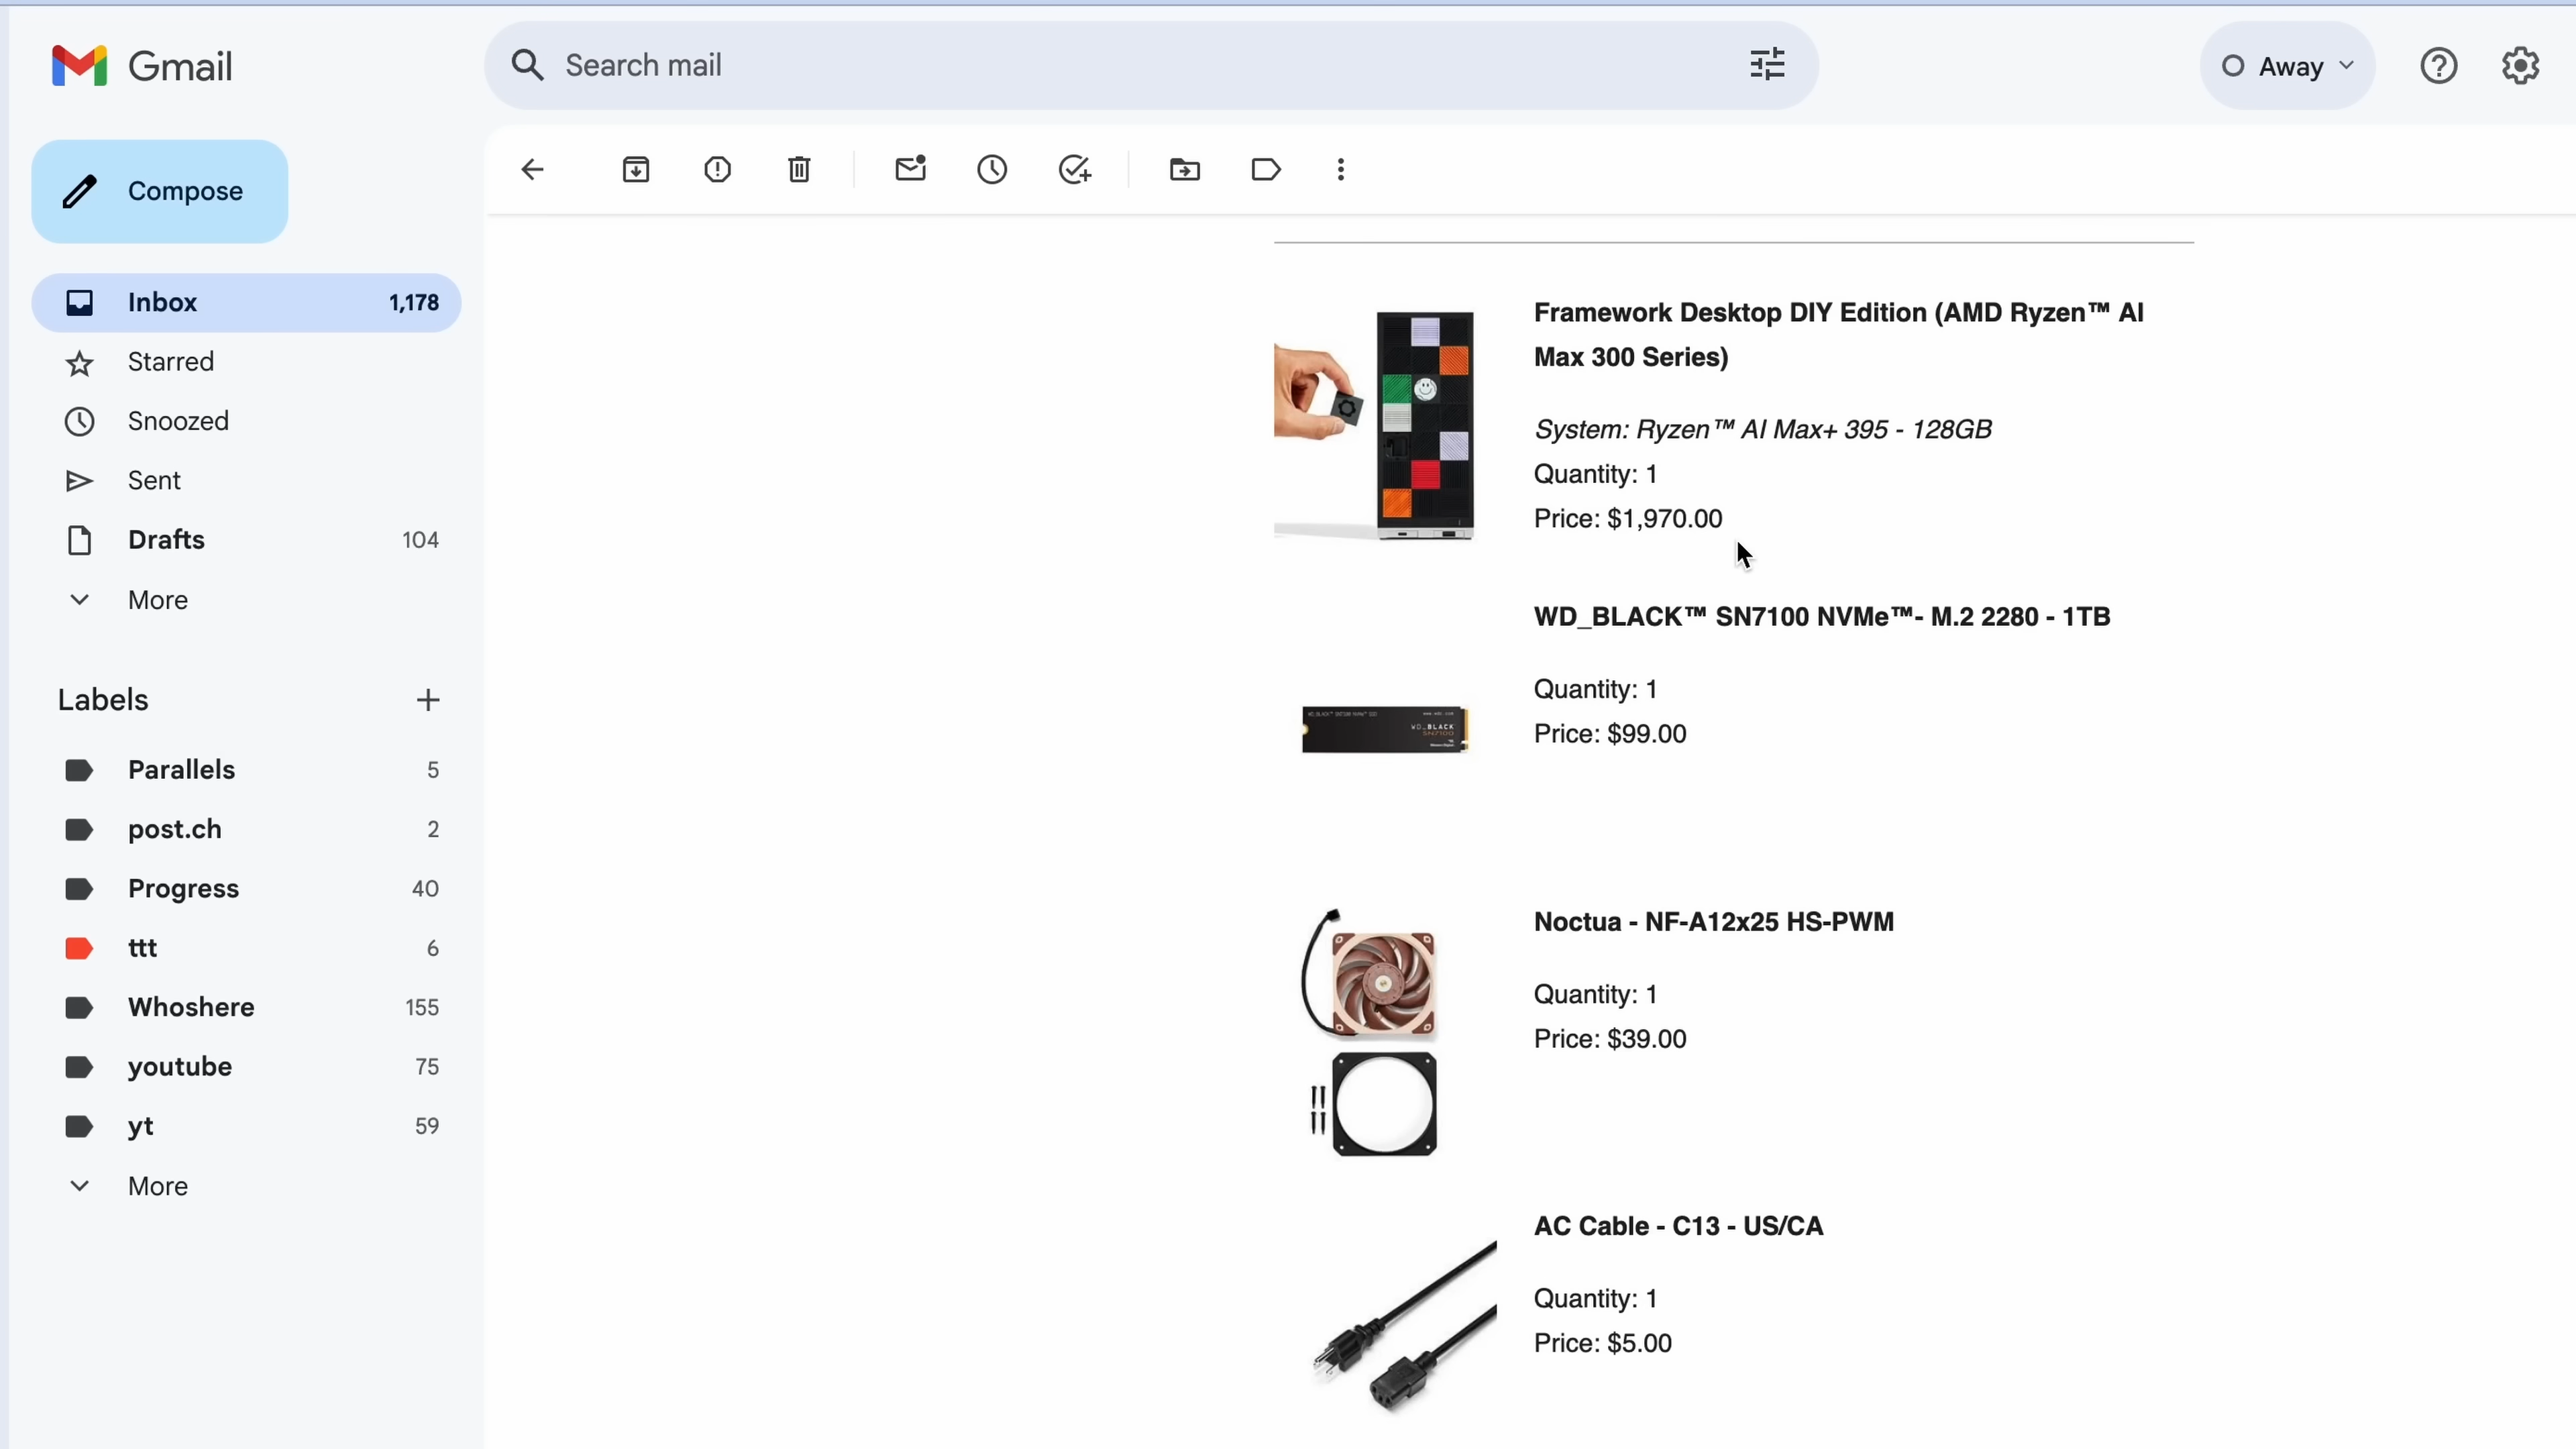 Gmail
Search mail
Away
Compose
Inbox 1,178
Starred
Snoozed
Sent
Drafts 104
More
Labels
Parallels 5
post.ch 2
Progress 40
ttt 6
Whoshere 155
youtube 75
yt 59
More
Framework Desktop DIY Edition (AMD Ryzen™ AI
Max 300 Series)
System: Ryzen™ AI Max+ 395 - 128GB
Quantity: 1
Price: $1,970.00
WD_BLACK™ SN7100 NVMe™- M.2 2280 - 1TB
Quantity: 1
Price: $99.00
WD_BLACK
SN7100
Noctua - NF-A12x25 HS-PWM
Quantity: 1
Price: $39.00
AC Cable - C13 - US/CA
Quantity: 1
Price: $5.00